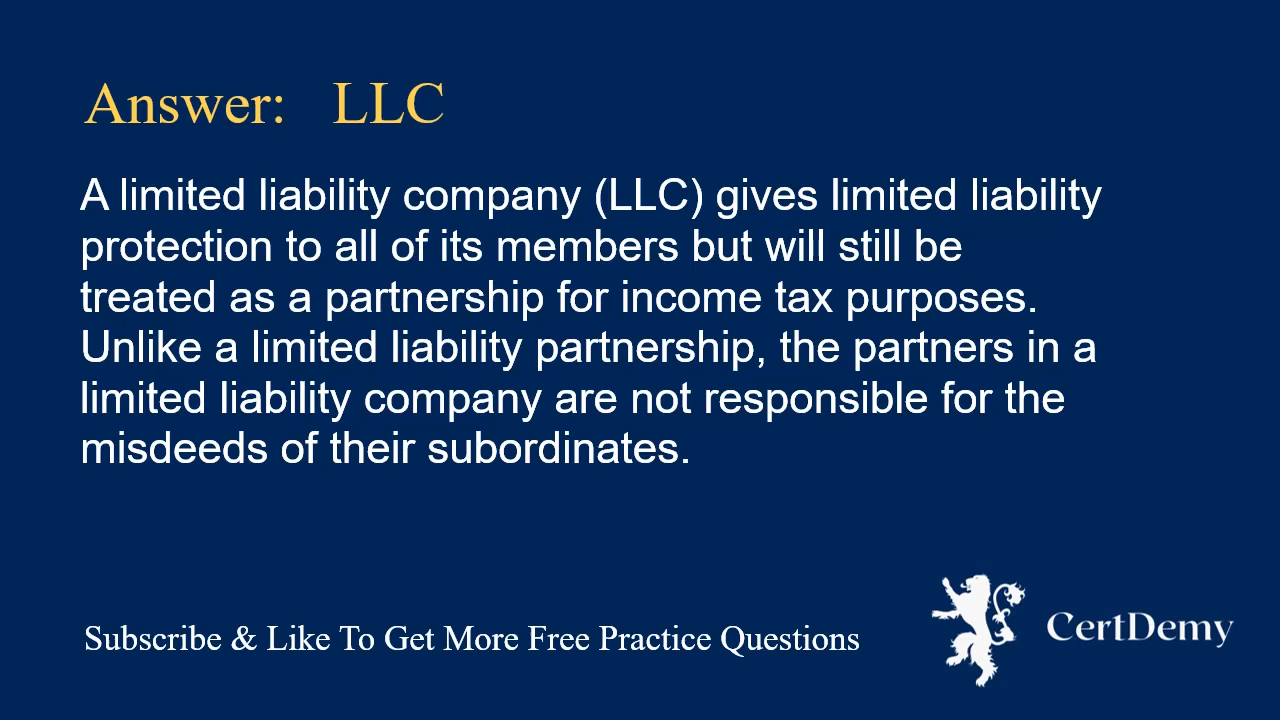 Answer: LLC
A limited liability company (LLC) gives limited liability
protection to all of its members but will still be
treated as a partnership for income tax purposes.
Unlike a limited liability partnership, the partners in a
limited liability company are not responsible for the
misdeeds of their subordinates.
Subscribe & Like To Get More Free Practice Questions
CertDemy